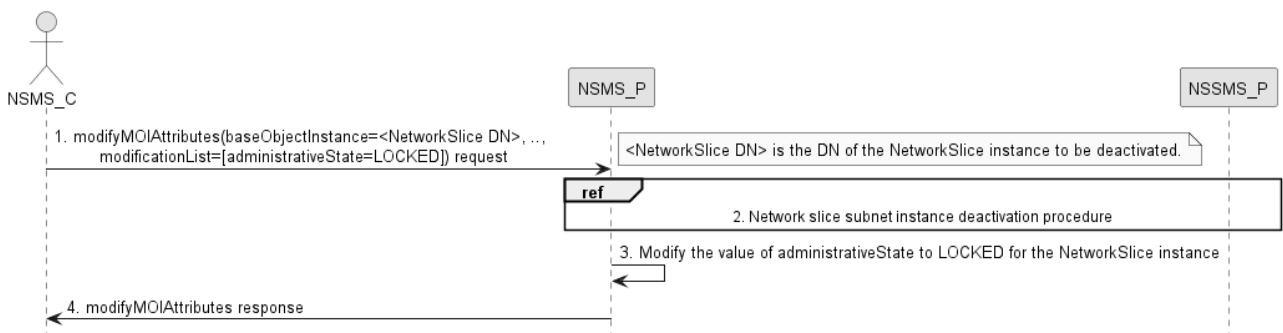 NSMS_C
NSMS_P
NSSMS_P
1. modifyMOIAttributes(baseObjectInstance=<NetworkSlice DN>, ..,
modificationList=[administrativeState=LOCKED]) request
<NetworkSlice DN> is the DN of the NetworkSlice instance to be deactivated.
ref
2. Network slice subnet instance deactivation procedure
3. Modify the value of administrativeState to LOCKED for the NetworkSlice instance
4. modifyMOIAttributes response